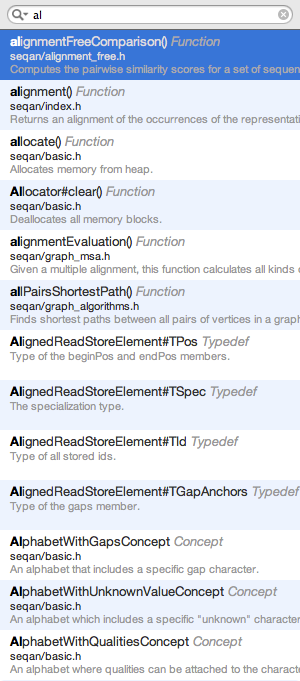 al
alignmentFreeComparison() Function
seqan/alignment_free.h
Computes the pairwise similarity scores for a set of sequen
alignment() Function
seqan/index.h
Returns an alignment of the occurrences of the representati
allocate() Function
seqan/basic.h
Allocates memory from heap.
Allocator#clear() Function
seqan/basic.h
Deallocates all memory blocks.
alignmentEvaluation() Function
seqan/graph_msa.h
Given a multiple alignment, this function calculates all kinds o
allPairsShortestPath() Function
seqan/graph_algorithms.h
Finds shortest paths between all pairs of vertices in a graph
AlignedReadStoreElement#TPos Typedef
Type of the beginPos and endPos members.
AlignedReadStoreElement#TSpec Typedef
The specialization type.
AlignedReadStoreElement#TId Typedef
Type of all stored ids.
AlignedReadStoreElement#TGapAnchors Typedef
Type of the gaps member.
AlphabetWithGapsConcept Concept
seqan/basic.h
An alphabet that includes a specific gap character.
AlphabetWithUnknownValueConcept Concept
seqan/basic.h
An alphabet which includes a specific "unknown" character
AlphabetWithQualitiesConcept Concept
seqan/basic.h
An alphabet where qualities can be attached to the characte